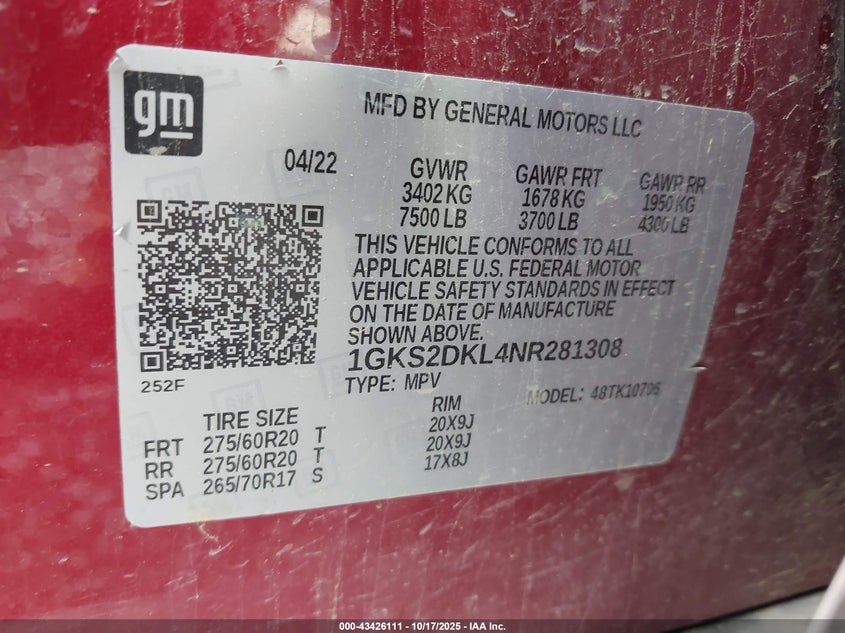 gm
MFD BY GENERAL MOTORS LLC
04/22
GVWR GAWR FRT GAWR RR
3402 KG 1678 KG 1950 KG
7500 LB 3700 LB 4300 LB
THIS VEHICLE CONFORMS TO ALL
APPLICABLE U.S. FEDERAL MOTOR
VEHICLE SAFETY STANDARDS IN EFFECT
ON THE DATE OF MANUFACTURE
SHOWN ABOVE.
1GKS2DKL4NR281308
252F
TYPE: MPV MODEL: 48TK10706
TIRE SIZE RIM
FRT 275/60R20 T 20X9J
RR 275/60R20 T 20X9J
SPA 265/70R17 S 17X8J
000-43426111 - 10/17/2025 - IAA Inc.